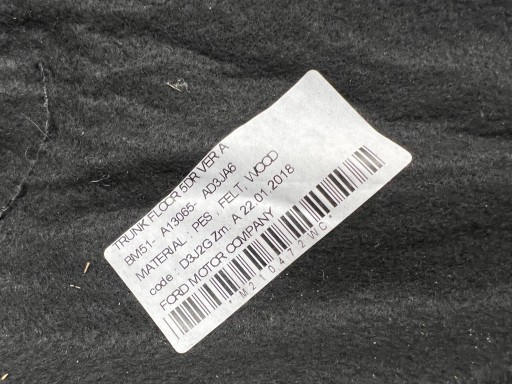 TRUNK FLOOR 5DR VER A
BM51- A13065- AD3JA6
MATERIAL : PES , FELT, WOOD
code : D3J2G Zm. A 22.01.2018
FORD MOTOR COMPANY
*M210472WC*